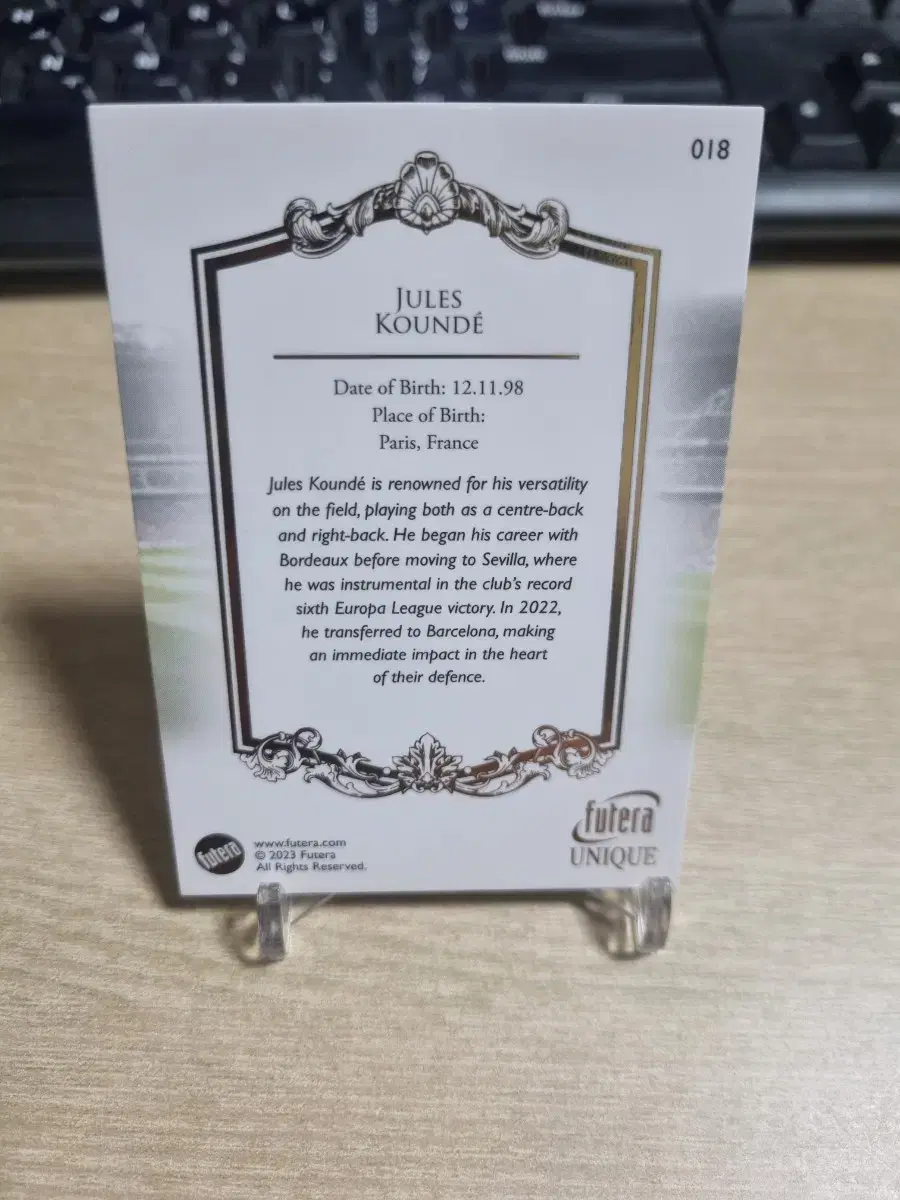 018
JULES
KOUNDÉ
Date of Birth: 12.11.98
Place of Birth:
Paris, France
Jules Koundé is renowned for his versatility
on the field, playing both as a centre-back
and right-back. He began his career with
Bordeaux before moving to Sevilla, where
he was instrumental in the club's record
sixth Europa League victory. In 2022,
he transferred to Barcelona, making
an immediate impact in the heart
of their defence.
futera
www.futera.com
© 2023 Futera
All Rights Reserved.
futera
UNIQUE